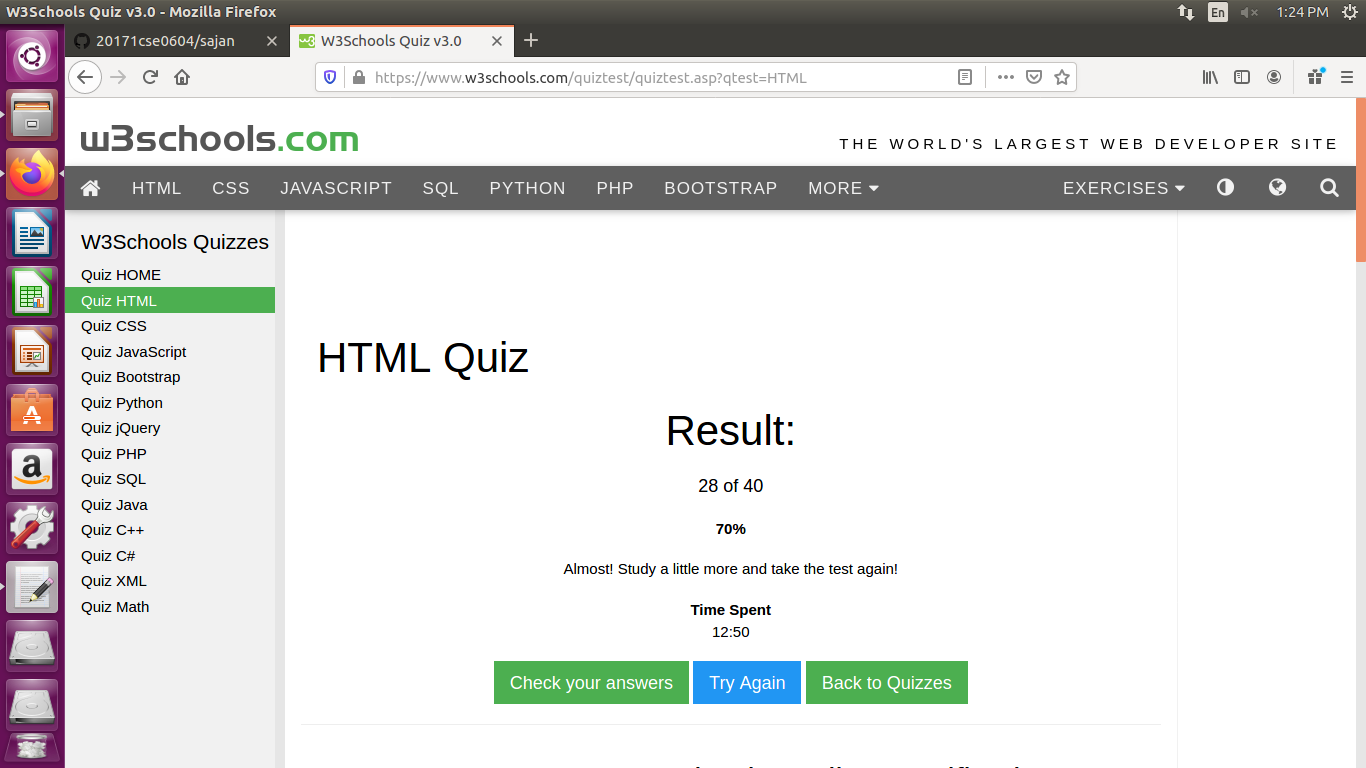 W3Schools Quiz v3.0 - Mozilla Firefox
En
1:24 PM
20171cse0604/sajan
W3Schools Quiz v3.0
https://www.w3schools.com/quiztest/quiztest.asp?qtest=HTML
w3schools.com
THE WORLD'S LARGEST WEB DEVELOPER SITE
HTML CSS JAVASCRIPT SQL PYTHON PHP BOOTSTRAP MORE EXERCISES
W3Schools Quizzes
Quiz HOME
Quiz HTML
Quiz CSS
Quiz JavaScript
Quiz Bootstrap
Quiz Python
Quiz jQuery
Quiz PHP
Quiz SQL
Quiz Java
Quiz C++
Quiz C#
Quiz XML
Quiz Math
HTML Quiz
Result:
28 of 40
70%
Almost! Study a little more and take the test again!
Time Spent
12:50
Check your answers
Try Again
Back to Quizzes